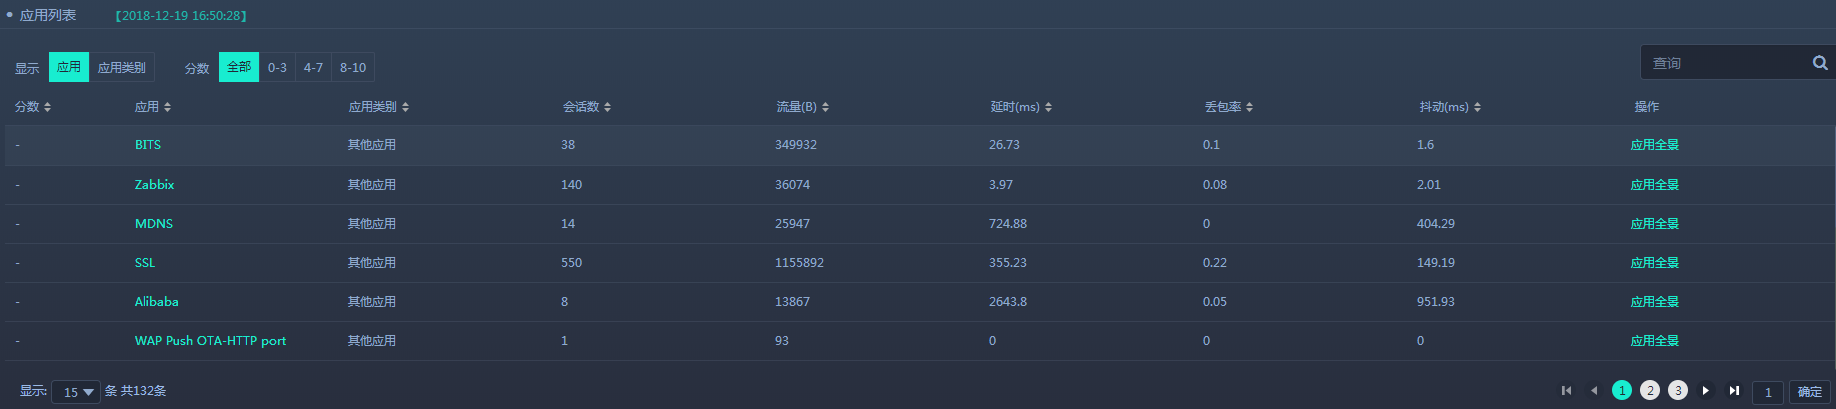 应用列表 【2018-12-19 16:50:28】
显示 应用 应用类别 分数 全部 0-3 4-7 8-10 查询
分数 应用 应用类别 会话数 流量(B) 延时(ms) 丢包率 抖动(ms) 操作
- BITS 其他应用 38 349932 26.73 0.1 1.6 应用全景
- Zabbix 其他应用 140 36074 3.97 0.08 2.01 应用全景
- MDNS 其他应用 14 25947 724.88 0 404.29 应用全景
- SSL 其他应用 550 1155892 355.23 0.22 149.19 应用全景
- Alibaba 其他应用 8 13867 2643.8 0.05 951.93 应用全景
- WAP Push OTA-HTTP port 其他应用 1 93 0 0 0 应用全景
显示: 15 条 共132条 1 2 3 1 确定